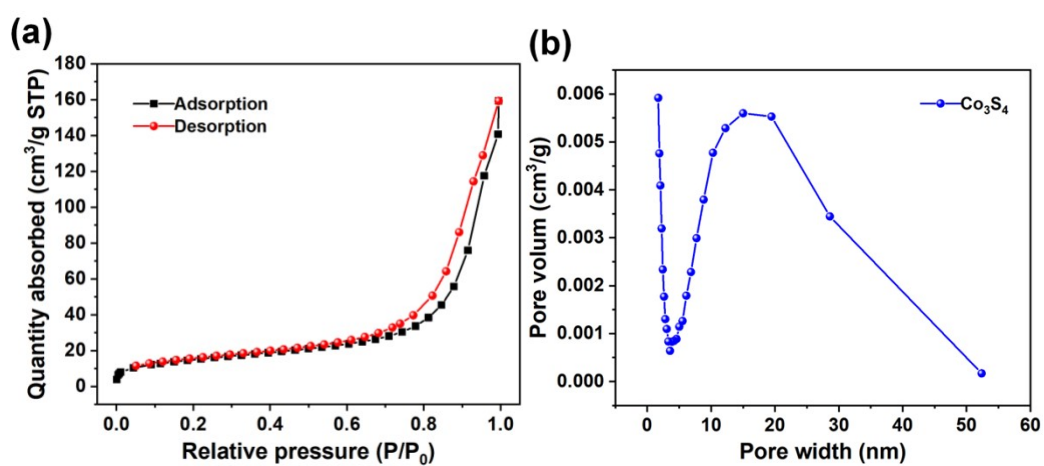 (a)
Quantity absorbed (cm³/g STP)
180
160
140
120
100
80
60
40
20
0
Adsorption
Desorption
0.0 0.2 0.4 0.6 0.8 1.0
Relative pressure (P/P₀)
(b)
Pore volum (cm³/g)
0.006
0.005
0.004
0.003
0.002
0.001
0.000
Co₃S₄
0 10 20 30 40 50 60
Pore width (nm)